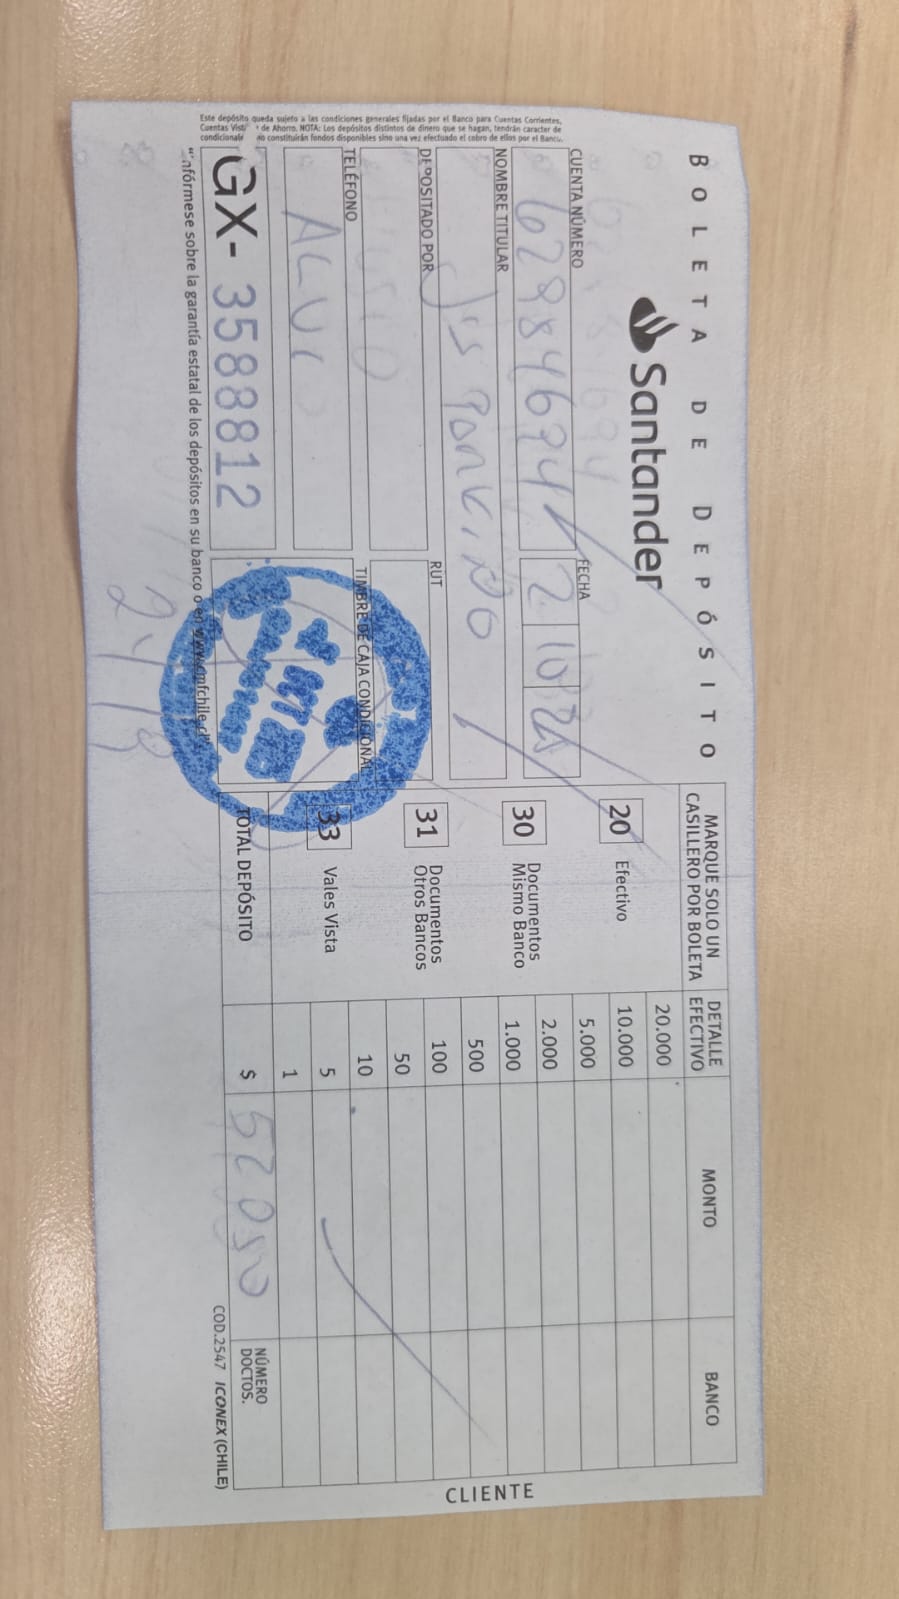 BOLETA DE DEPÓSITO
Santander
CUENTA NÚMERO
FECHA
2 10 25
NOMBRE TITULAR
DEPOSITADO POR
RUT
TELÉFONO
TIMBRE DE CAJA CONDICIONAL
GX- 3588812
Este depósito queda sujeto a las condiciones generales fijadas por el Banco para Cuentas Corrientes,
Cuentas de Ahorro. NOTA: Los depósitos distintos de dinero que se hagan, tendrán caracter de
constituirán fondos disponibles sino una vez efectuado el cobro de ellos por el Banco.
sobre la garantía estatal de los depósitos en su banco o en www.cmfchile.cl"
MARQUE SOLO UN
CASILLERO POR BOLETA
DETALLE
EFECTIVO
MONTO
BANCO
20 Efectivo
30 Documentos
Mismo Banco
31 Documentos
Otros Bancos
33 Vales Vista
20.000
10.000
5.000
2.000
1.000
500
100
50
10
5
1
TOTAL DEPÓSITO
$ 52050
NÚMERO
DOCTOS.
COD.2547 ICONEX (CHILE)
CLIENTE